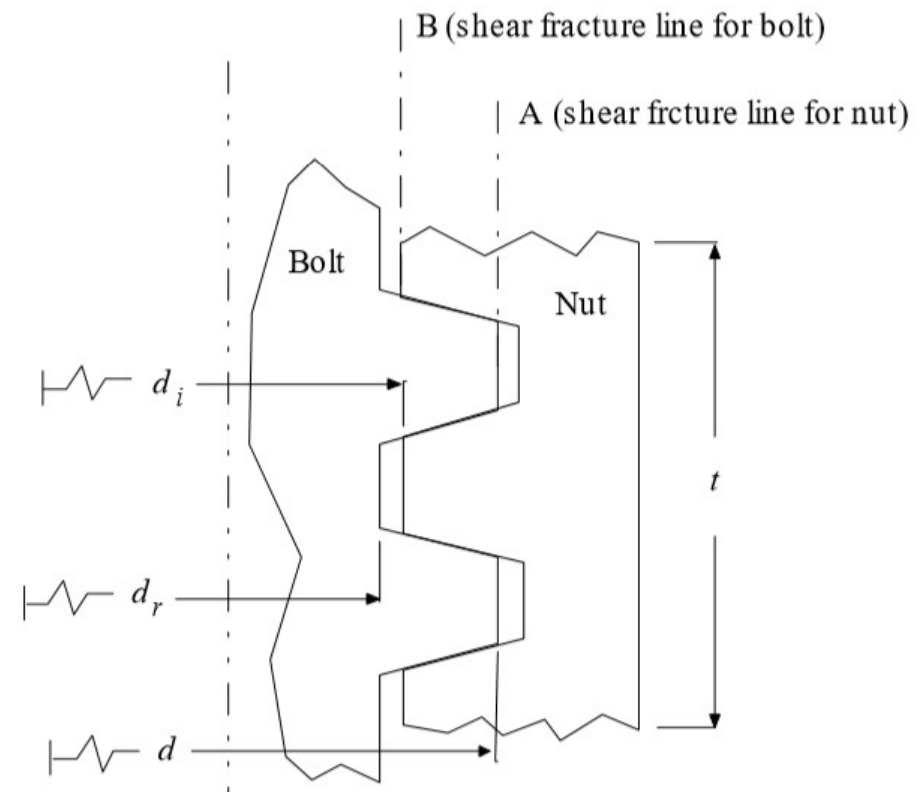 B (shear fracture line for bolt)
A (shear frcture line for nut)
Bolt
Nut
d i
t
d r
d